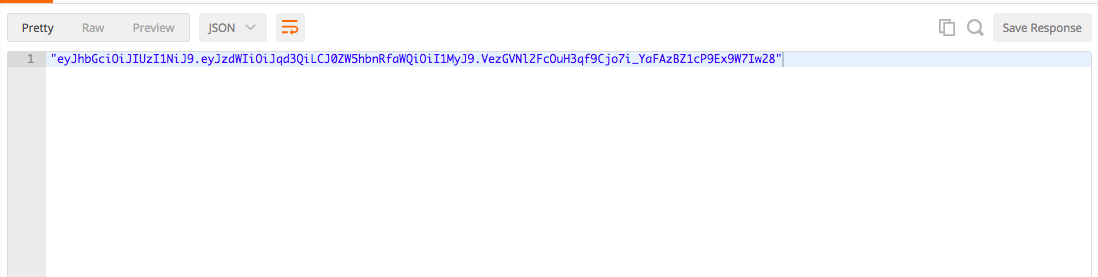 Pretty Raw Preview JSON Save Response
1 "eyJhbGciOiJIUzI1NiJ9.eyJzdWIiOiJqd3QiLCJ0ZW5hbnRfaWQiOiI1MyJ9.VezGVNl2FcOuH3qf9Cjo7i_YaFAzBZ1cP9Ex9W7Iw28"